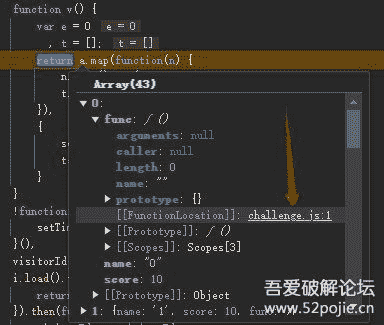 function v() {
var e = 0 e = 0
, t = []; t = []
return a.map(function(n) {
n
t
Array(43)
}),
0:
{
func: ƒ ()
s
arguments: null
t
caller: null
}
length: 0
name: ""
}
prototype: {}
!function
[[FunctionLocation]]: challenge.js:1
setTim
[[Prototype]]: ƒ ()
}(),
[[Scopes]]: Scopes[3]
visitorId
name: "0"
i.load().
score: 10
return
[[Prototype]]: Object
}).then(f
1: {name: '1', score: 10, func:
吾爱破解论坛
www.52pojie.cn